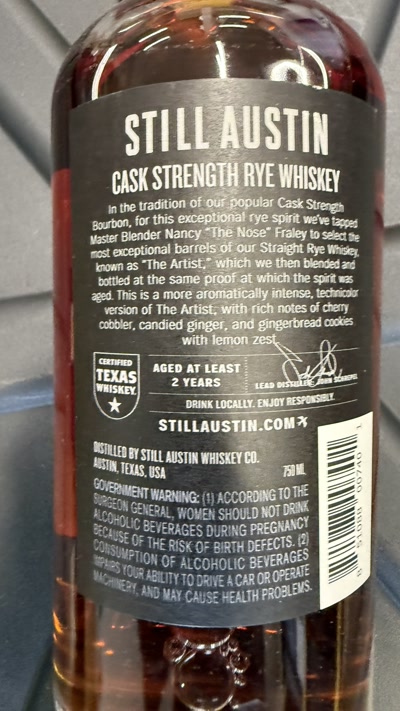 STILL AUSTIN
CASK STRENGTH RYE WHISKEY
In the tradition of our popular Cask Strength
Bourbon, for this exceptional rye spirit we've tapped
Master Blender Nancy "The Nose" Fraley to select the
most exceptional barrels of our Straight Rye Whiskey,
known as "The Artist," which we then blended and
bottled at the same proof at which the spirit was
aged. This is a more aromatically intense, technicolor
version of The Artist, with rich notes of cherry
cobbler, candied ginger, and gingerbread cookies
with lemon zest.
CERTIFIED
TEXAS
WHISKEY
AGED AT LEAST
2 YEARS
LEAD DISTILLER, JOHN SCHREPEL
DRINK LOCALLY. ENJOY RESPONSIBLY.
STILLAUSTIN.COM
DISTILLED BY STILL AUSTIN WHISKEY CO.
AUSTIN, TEXAS, USA
750 ML
GOVERNMENT WARNING: (1) ACCORDING TO THE
SURGEON GENERAL, WOMEN SHOULD NOT DRINK
ALCOHOLIC BEVERAGES DURING PREGNANCY
BECAUSE OF THE RISK OF BIRTH DEFECTS. (2)
CONSUMPTION OF ALCOHOLIC BEVERAGES
IMPAIRS YOUR ABILITY TO DRIVE A CAR OR OPERATE
MACHINERY, AND MAY CAUSE HEALTH PROBLEMS.
51088 00740 1